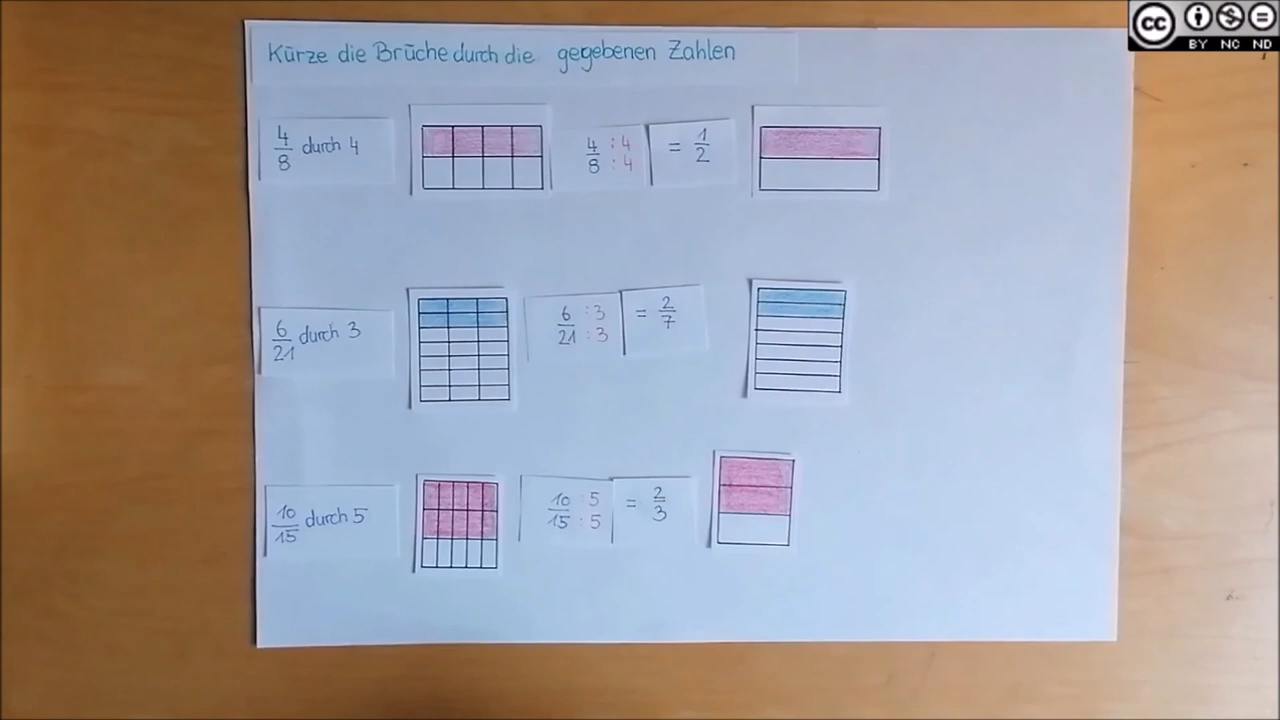 Kürze die Brüche durch die gegebenen Zahlen
4/8 durch 4
4/8 :4 :4
= 1/2
6/21 durch 3
6/21 :3 :3
= 2/7
10/15 durch 5
10/15 :5 :5
= 2/3
cc
BY NC ND